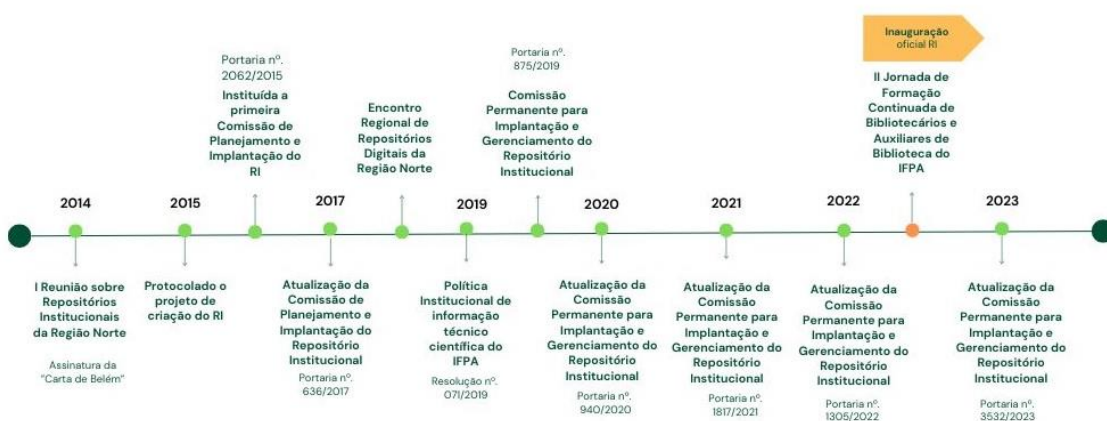 Inauguração
oficial RI
Portaria nº.
2062/2015
Instituída a
primeira
Comissão de
Planejamento e
Implantação do
RI
Encontro
Regional de
Repositórios
Digitais da
Região Norte
Portaria nº.
875/2019
Comissão
Permanente para
Implantação e
Gerenciamento do
Repositório
Institucional
II Jornada de
Formação
Continuada de
Bibliotecários e
Auxiliares de
Biblioteca do
IFPA
2014
2015
2017
2019
2020
2021
2022
2023
I Reunião sobre
Repositórios
Institucionais
da Região Norte
Assinatura da
"Carta de Belém"
Protocolado o
projeto de
criação do RI
Atualização da
Comissão de
Planejamento e
Implantação do
Repositório
Institucional
Portaria nº.
636/2017
Política
Institucional de
informação
técnico
científica do
IFPA
Resolução nº.
071/2019
Atualização da
Comissão
Permanente para
Implantação e
Gerenciamento do
Repositório
Institucional
Portaria nº.
940/2020
Atualização da
Comissão
Permanente para
Implantação e
Gerenciamento do
Repositório
Institucional
Portaria nº.
1817/2021
Atualização da
Comissão
Permanente para
Implantação e
Gerenciamento do
Repositório
Institucional
Portaria nº.
1305/2022
Atualização da
Comissão
Permanente para
Implantação e
Gerenciamento do
Repositório
Institucional
Portaria nº.
3532/2023